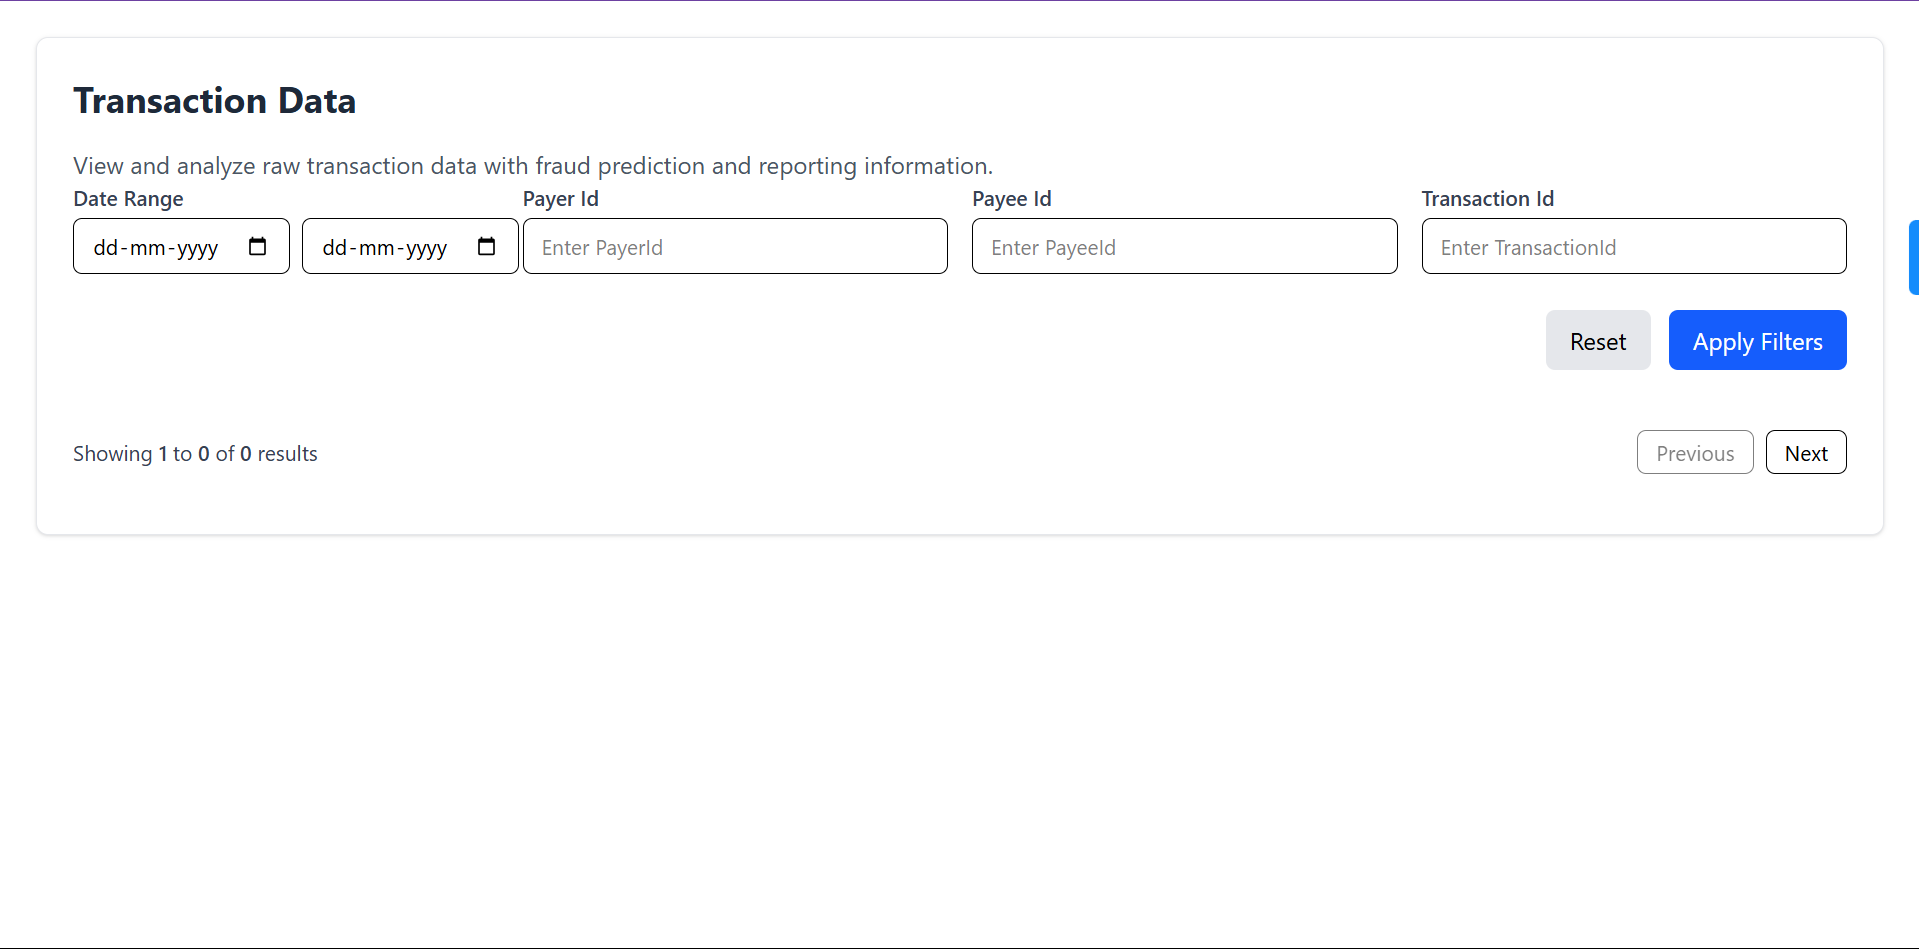 Transaction Data
View and analyze raw transaction data with fraud prediction and reporting information.
Date Range Payer Id Payee Id Transaction Id
dd-mm-yyyy dd-mm-yyyy Enter PayerId Enter PayeeId Enter TransactionId
Reset Apply Filters
Showing 1 to 0 of 0 results Previous Next